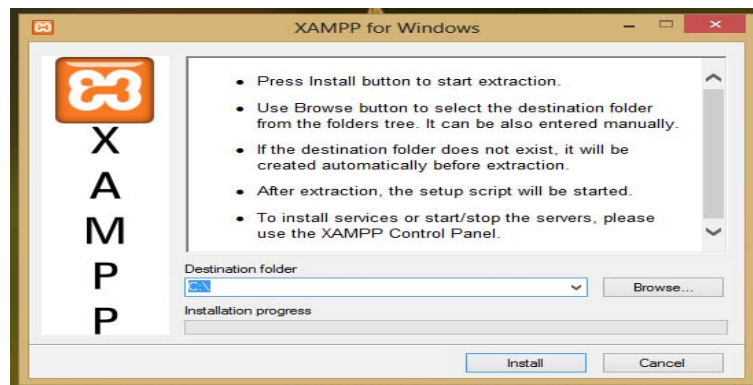 XAMPP for Windows
X
A
M
P
P
• Press Install button to start extraction.
• Use Browse button to select the destination folder
from the folders tree. It can be also entered manually.
• If the destination folder does not exist, it will be
created automatically before extraction.
• After extraction, the setup script will be started.
• To install services or start/stop the servers, please
use the XAMPP Control Panel.
Destination folder
C:\
Browse...
Installation progress
Install
Cancel